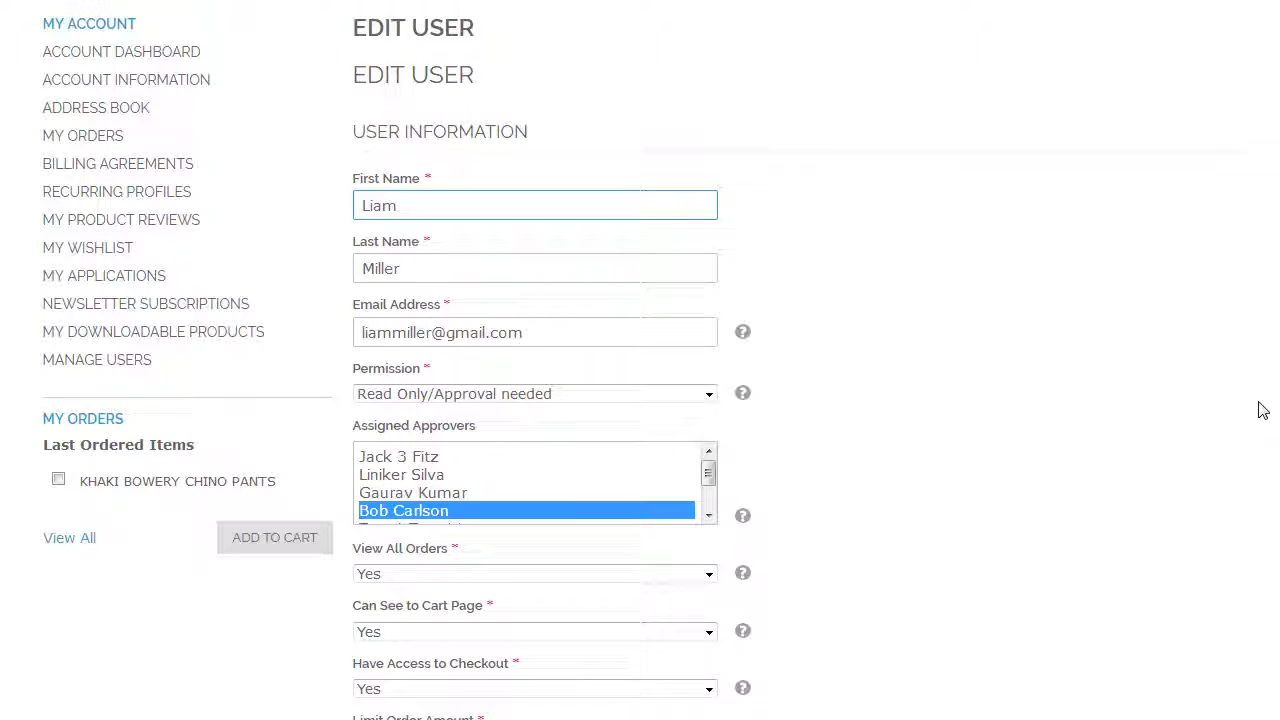 MY ACCOUNT
ACCOUNT DASHBOARD
ACCOUNT INFORMATION
ADDRESS BOOK
MY ORDERS
BILLING AGREEMENTS
RECURRING PROFILES
MY PRODUCT REVIEWS
MY WISHLIST
MY APPLICATIONS
NEWSLETTER SUBSCRIPTIONS
MY DOWNLOADABLE PRODUCTS
MANAGE USERS
MY ORDERS
Last Ordered Items
KHAKI BOWERY CHINO PANTS
View All
ADD TO CART
EDIT USER
EDIT USER
USER INFORMATION
First Name *
Liam
Last Name *
Miller
Email Address *
liammiller@gmail.com ?
Permission *
Read Only/Approval needed ?
Assigned Approvers
Jack 3 Fitz
Liniker Silva
Gaurav Kumar
Bob Carlson
?
View All Orders *
Yes ?
Can See to Cart Page *
Yes ?
Have Access to Checkout *
Yes ?
Limit Order Amount *